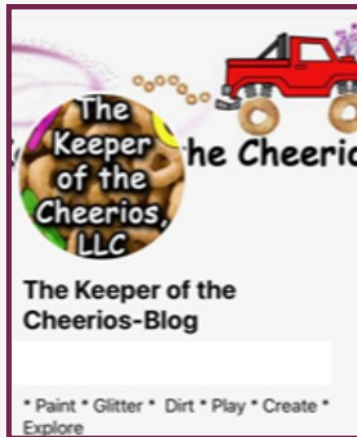 he Cheerio
The
Keeper
of the
Cheerios,
LLC
The Keeper of the
Cheerios-Blog
* Paint * Glitter * Dirt * Play * Create *
Explore